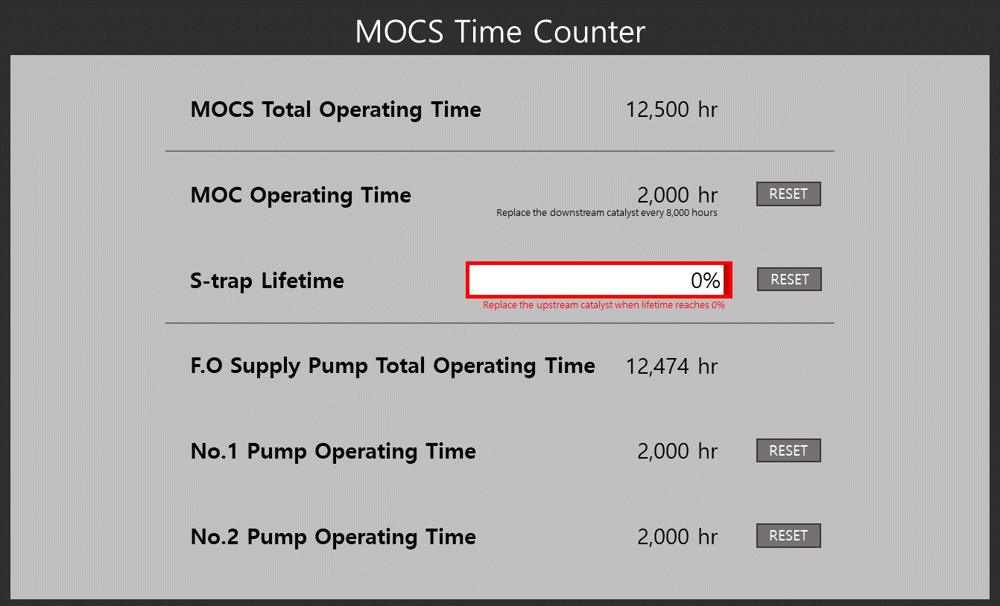 MOCS Time Counter
MOCS Total Operating Time 12,500 hr
MOC Operating Time 2,000 hr RESET
Replace the downstream catalyst every 8,000 hours
S-trap Lifetime 0% RESET
Replace the upstream catalyst when lifetime reaches 0%
F.O Supply Pump Total Operating Time 12,474 hr
No.1 Pump Operating Time 2,000 hr RESET
No.2 Pump Operating Time 2,000 hr RESET